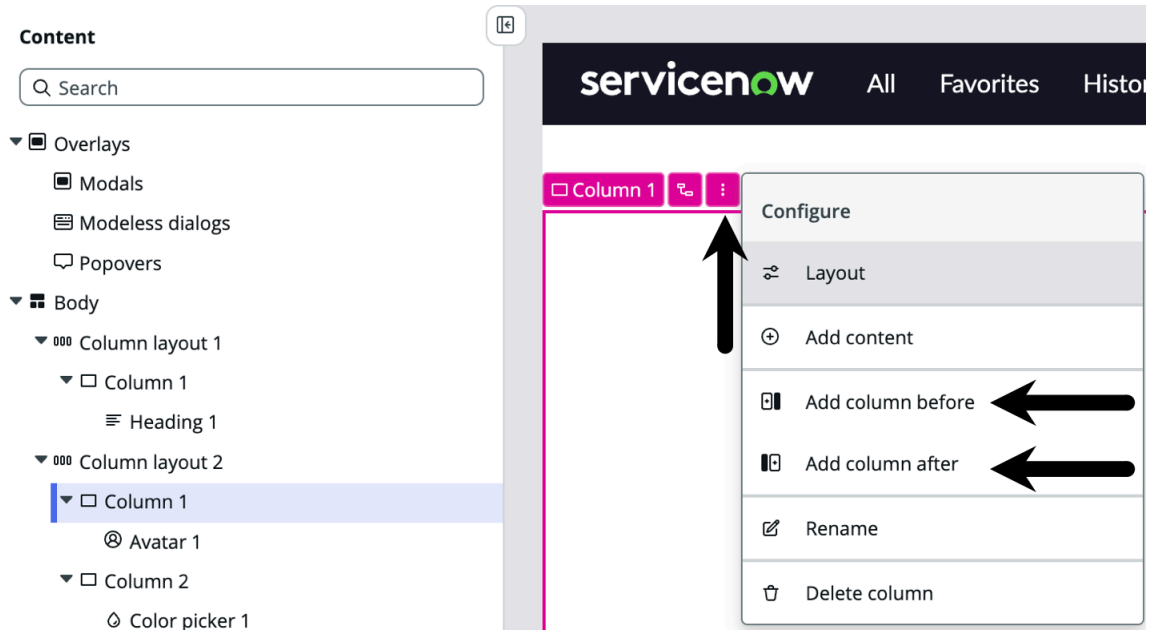 Content
Search
Overlays
Modals
Modeless dialogs
Popovers
Body
Column layout 1
Column 1
Heading 1
Column layout 2
Column 1
Avatar 1
Column 2
Color picker 1
servicenow All Favorites Histor
Column 1
Configure
Layout
Add content
Add column before
Add column after
Rename
Delete column